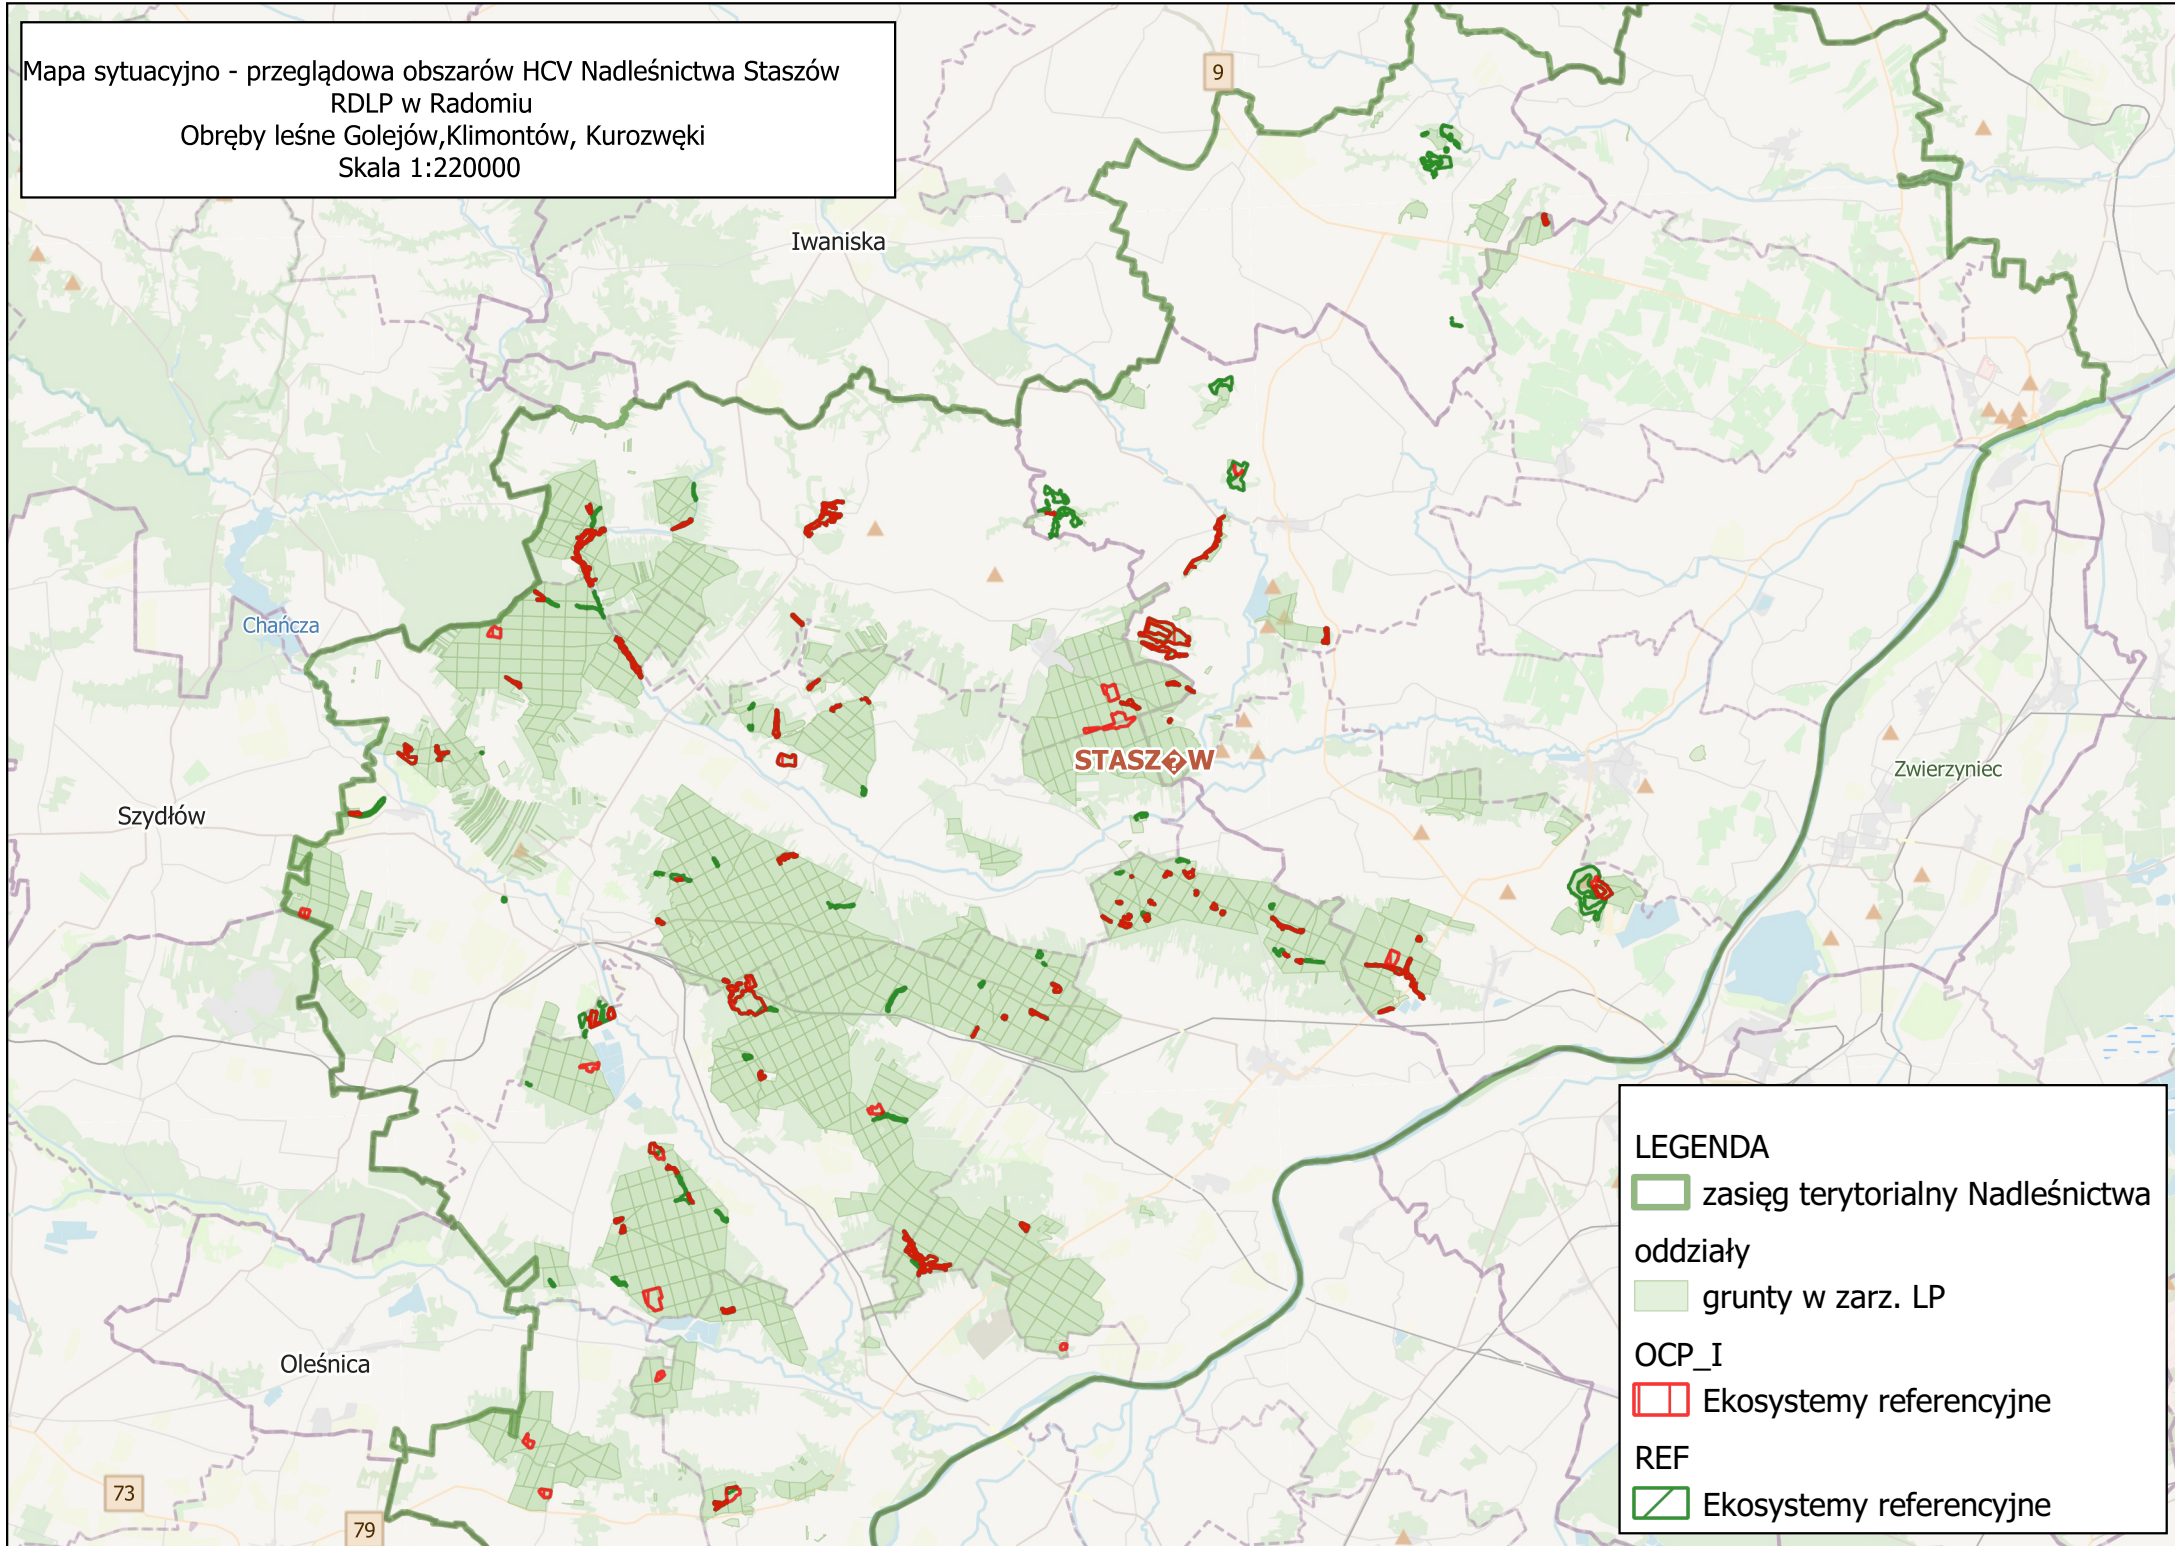 Mapa sytuacyjno - przeglądowa obszarów HCV Nadleśnictwa Staszów
RDLP w Radomiu
Obręby leśne Golejów,Klimontów, Kurozwęki
Skala 1:220000
9
Iwaniska
Chańcza
STASZ�W
Zwierzyniec
Szydłów
Oleśnica
73
79
LEGENDA
zasięg terytorialny Nadleśnictwa
oddziały
grunty w zarz. LP
OCP_I
Ekosystemy referencyjne
REF
Ekosystemy referencyjne